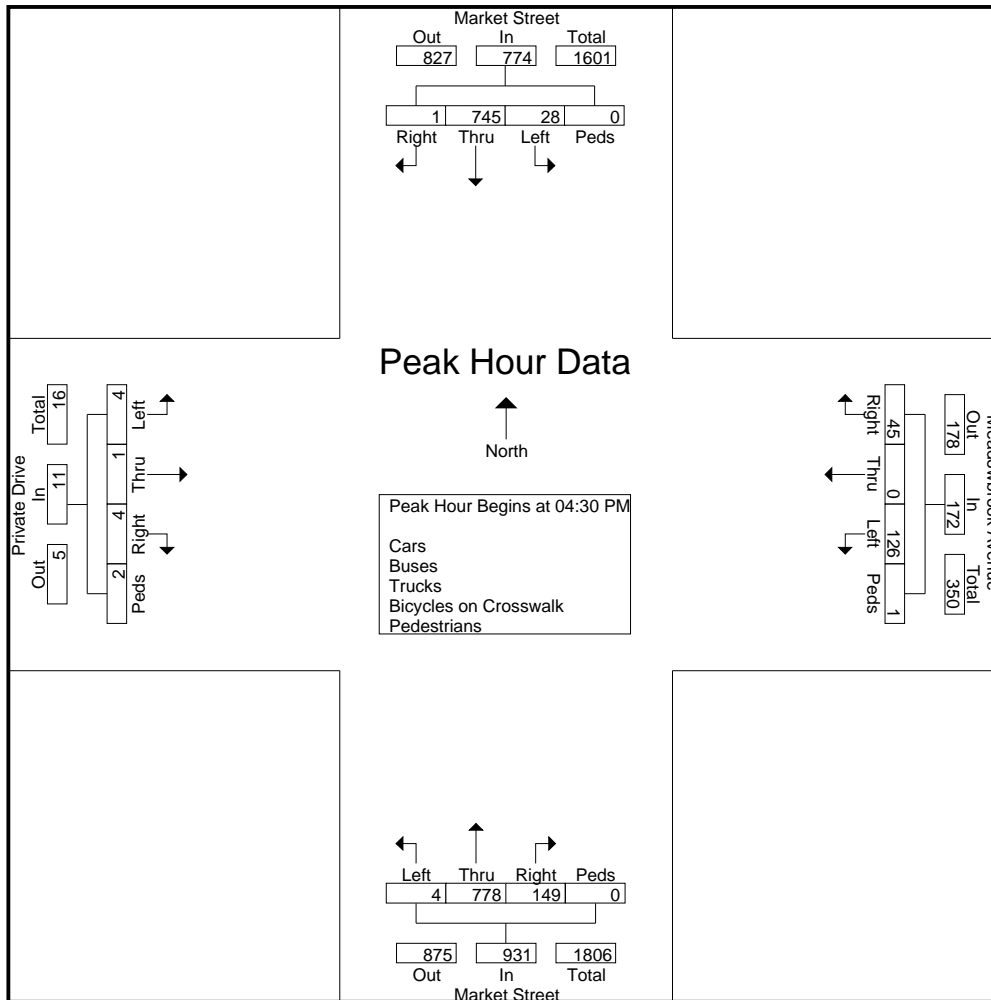 Market Street
Out In Total
827 774 1601
1 745 28 0
Right Thru Left Peds
Peak Hour Data
North
Peak Hour Begins at 04:30 PM
Cars
Buses
Trucks
Bicycles on Crosswalk
Pedestrians
Private Drive
Out In Total
5 11 16
Left Thru Right Peds
4 1 4 2
Out In Total
178 172 350
45 0 126 1
Right Thru Left Peds
Left Thru Right Peds
4 778 149 0
875 931 1806
Out In Total
Market Street